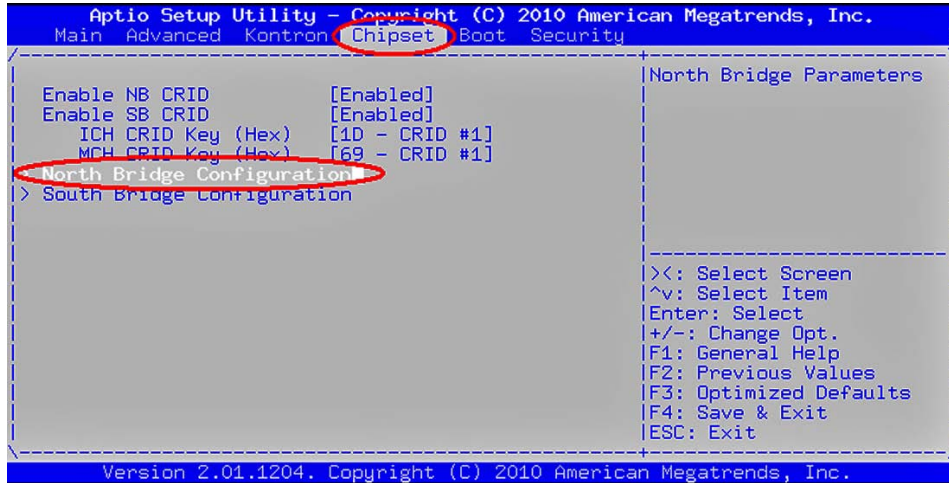 Aptio Setup Utility – Copyright (C) 2010 American Megatrends, Inc.
Main Advanced Kontron Chipset Boot Security
North Bridge Parameters
Enable NB CRID [Enabled]
Enable SB CRID [Enabled]
ICH CRID Key (Hex) [1D – CRID #1]
MCH CRID Key (Hex) [69 – CRID #1]
> North Bridge Configuration
> South Bridge Configuration
><: Select Screen
^v: Select Item
Enter: Select
+/-: Change Opt.
F1: General Help
F2: Previous Values
F3: Optimized Defaults
F4: Save & Exit
ESC: Exit
Version 2.01.1204. Copyright (C) 2010 American Megatrends, Inc.